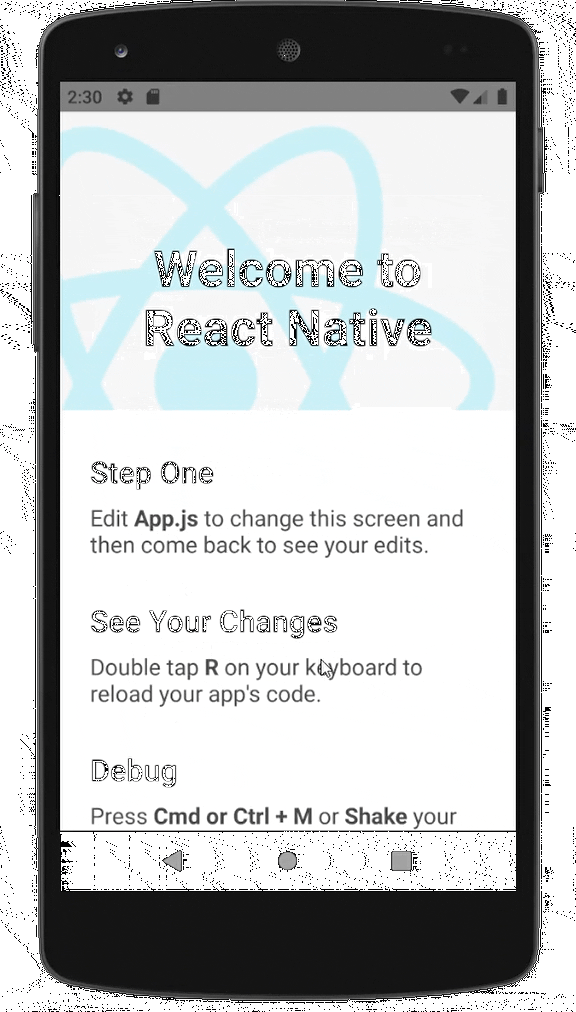 2:30
Welcome to
React Native
Step One
Edit App.js to change this screen and
then come back to see your edits.
See Your Changes
Double tap R on your keyboard to
reload your app's code.
Debug
Press Cmd or Ctrl + M or Shake your